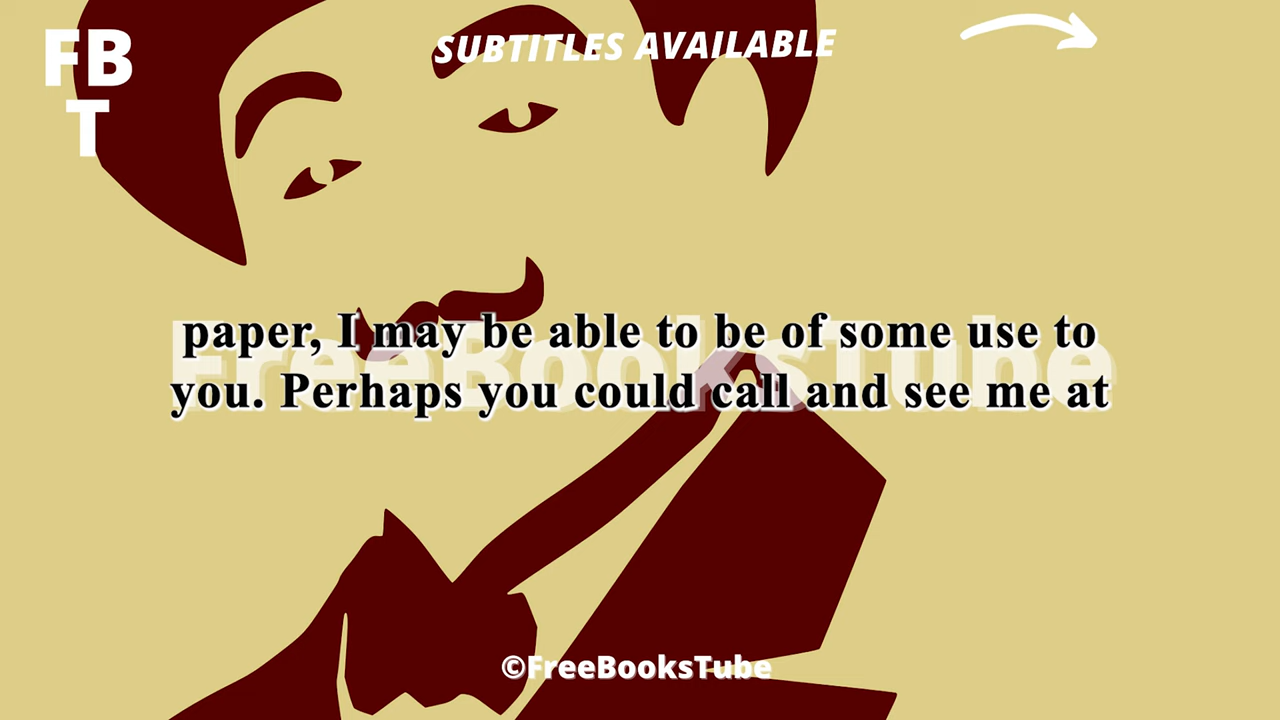 FB
T
SUBTITLES AVAILABLE
FreeBooksTube
paper, I may be able to be of some use to
you. Perhaps you could call and see me at
©FreeBooksTube